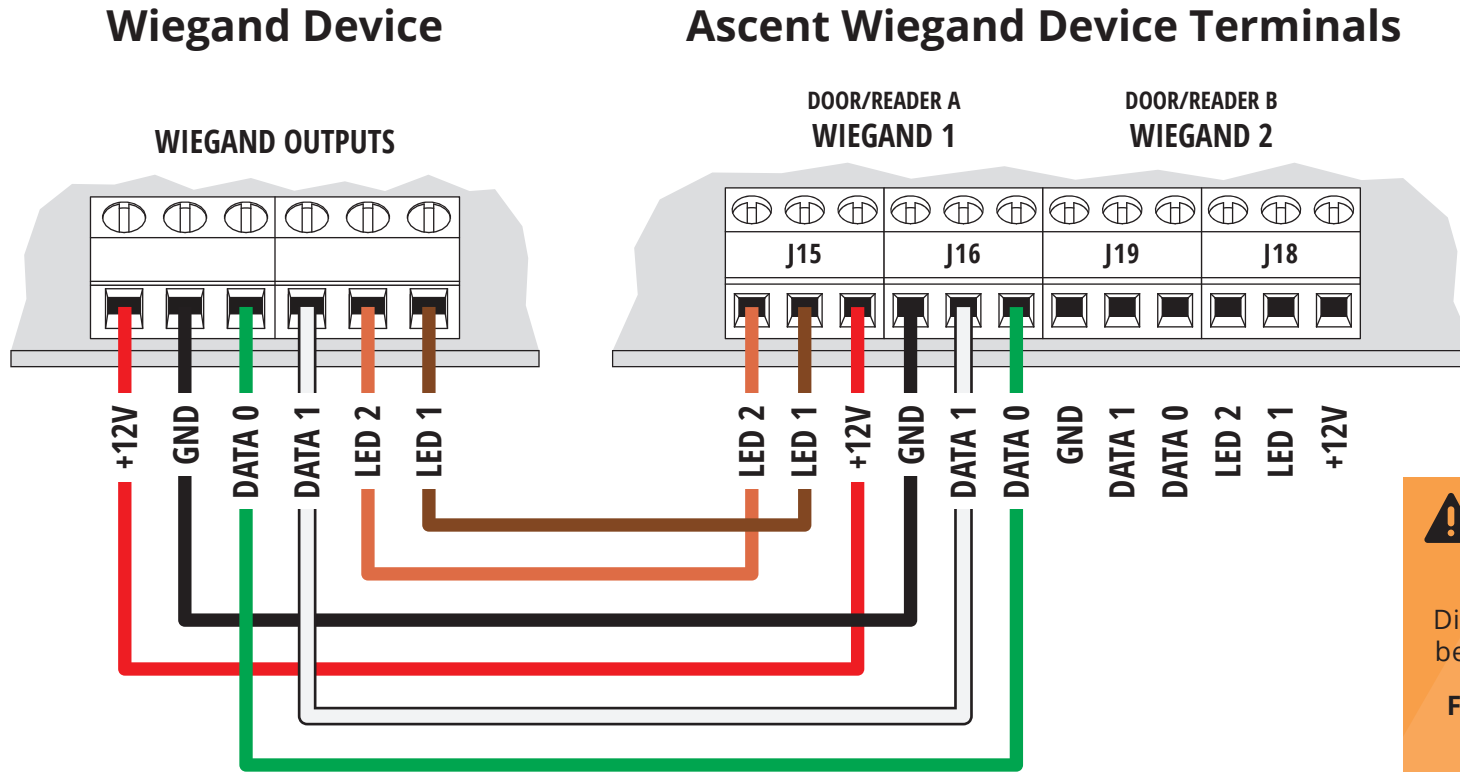 Wiegand Device
Ascent Wiegand Device Terminals
WIEGAND OUTPUTS
DOOR/READER A
WIEGAND 1
DOOR/READER B
WIEGAND 2
J15
J16
J19
J18
+12V
GND
DATA 0
DATA 1
LED 2
LED 1
LED 2
LED 1
+12V
GND
DATA 1
DATA 0
GND
DATA 1
DATA 0
LED 2
LED 1
+12V
Di
be
F